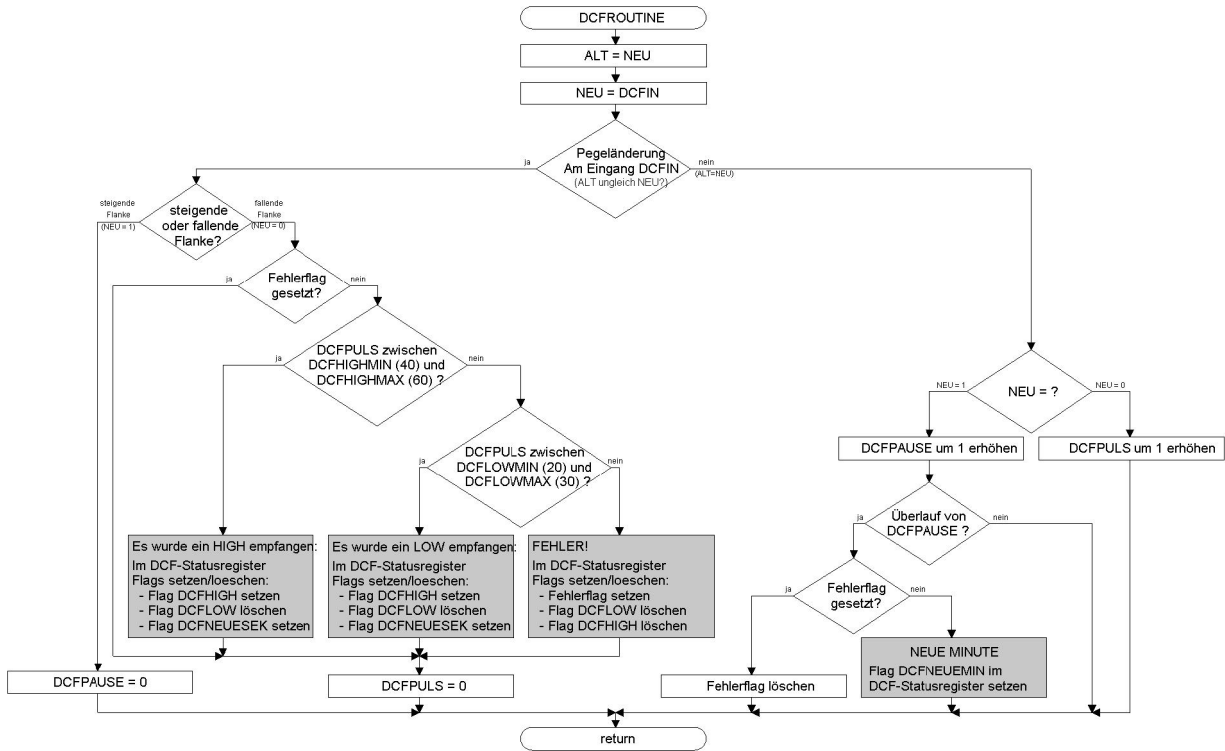 DCFROUTINE
ALT = NEU
NEU = DCFIN
Pegeländerung
Am Eingang DCFIN
(ALT ungleich NEU?)
ja
nein
(ALT=NEU)
steigende
Flanke
(NEU = 1)
steigende
oder fallende
Flanke?
fallende
Flanke
(NEU = 0)
ja
Fehlerflag
gesetzt?
nein
ja
DCFPULS zwischen
DCFHIGHMIN (40) und
DCFHIGHMAX (60) ?
nein
ja
DCFPULS zwischen
DCFLOWMIN (20) und
DCFLOWMAX (30) ?
nein
NEU = 1
NEU = ?
NEU = 0
DCFPAUSE um 1 erhöhen
DCFPULS um 1 erhöhen
ja
Überlauf von
DCFPAUSE ?
nein
ja
Fehlerflag
gesetzt?
nein
Es wurde ein HIGH empfangen:
Im DCF-Statusregister
Flags setzen/loeschen:
- Flag DCFHIGH setzen
- Flag DCFLOW löschen
- Flag DCFNEUESEK setzen
Es wurde ein LOW empfangen:
Im DCF-Statusregister
Flags setzen/loeschen:
- Flag DCFHIGH setzen
- Flag DCFLOW löschen
- Flag DCFNEUESEK setzen
FEHLER!
Im DCF-Statusregister
Flags setzen/loeschen:
- Fehlerflag setzen
- Flag DCFLOW löschen
- Flag DCFHIGH löschen
NEUE MINUTE
Flag DCFNEUEMIN im
DCF-Statusregister setzen
DCFPAUSE = 0
DCFPULS = 0
Fehlerflag löschen
return